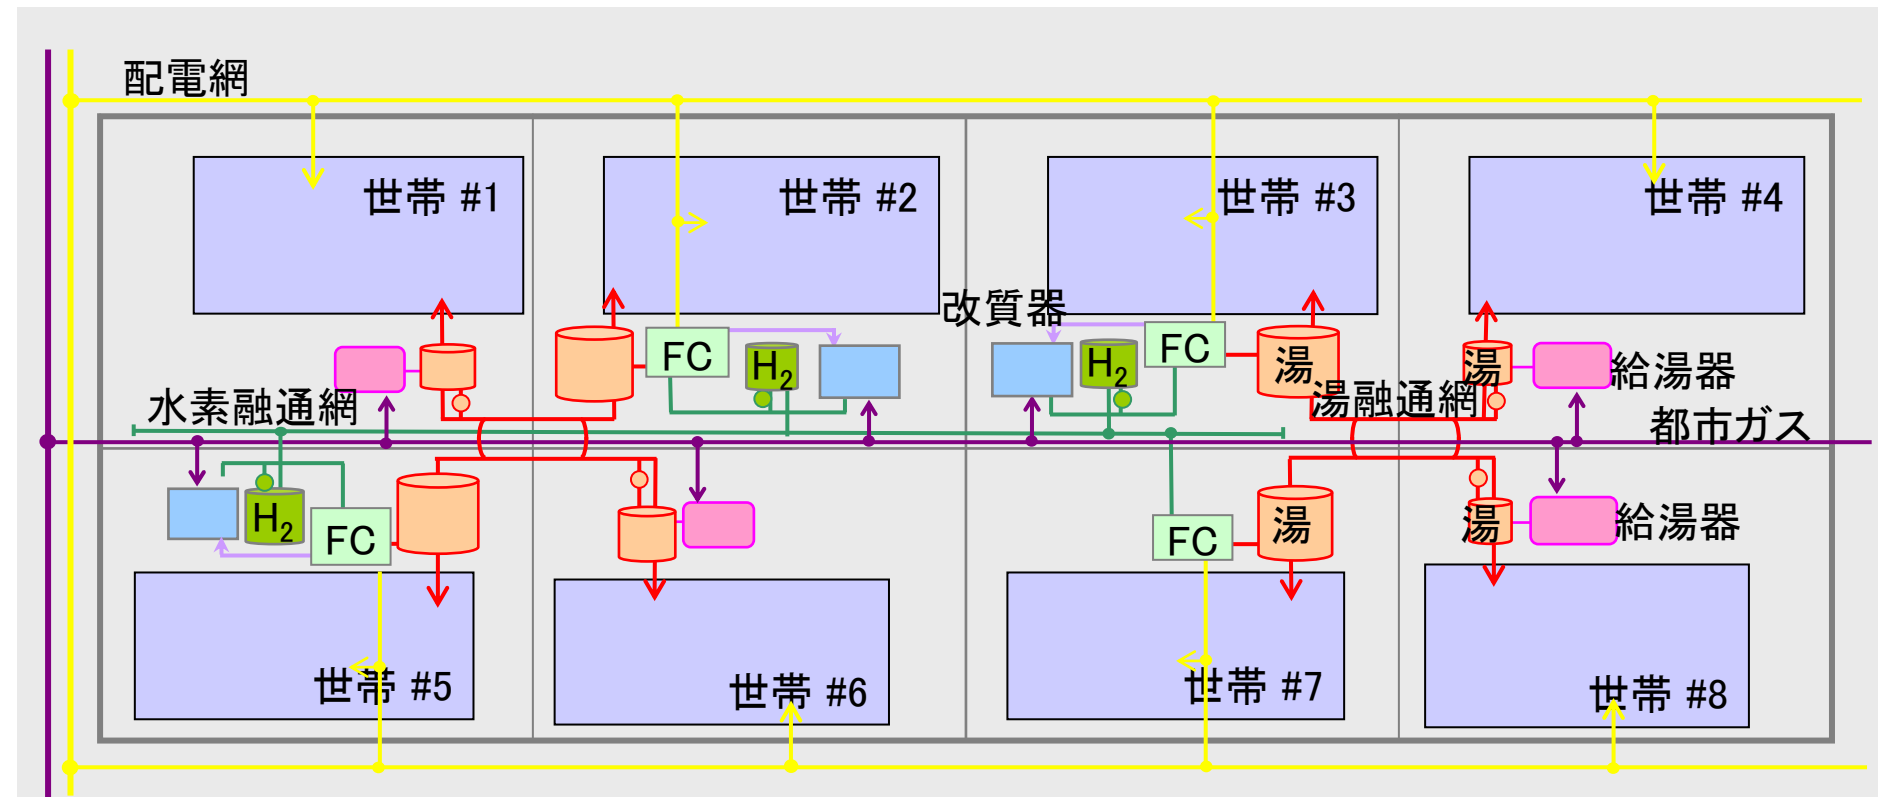 配電網
世帯 #1
世帯 #2
世帯 #3
世帯 #4
改質器
FC
H2
H2
FC
湯
湯
給湯器
水素融通網
湯融通網
都市ガス
H2
FC
FC
湯
湯
給湯器
世帯 #5
世帯 #6
世帯 #7
世帯 #8